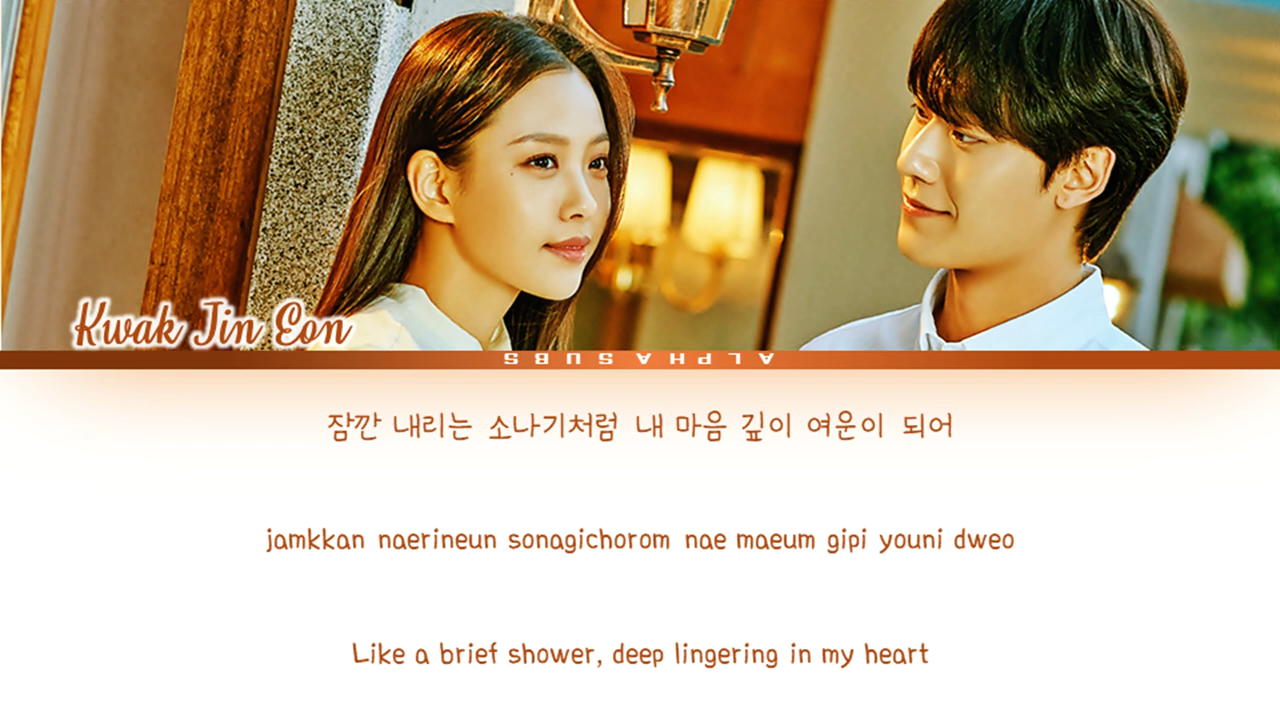 Kwak Jin Eon
ALPHASUBS
잠깐 내리는 소나기처럼 내 마음 깊이 여운이 되어
jamkkan naerineun sonagichorom nae maeum gipi youni dweo
Like a brief shower, deep lingering in my heart